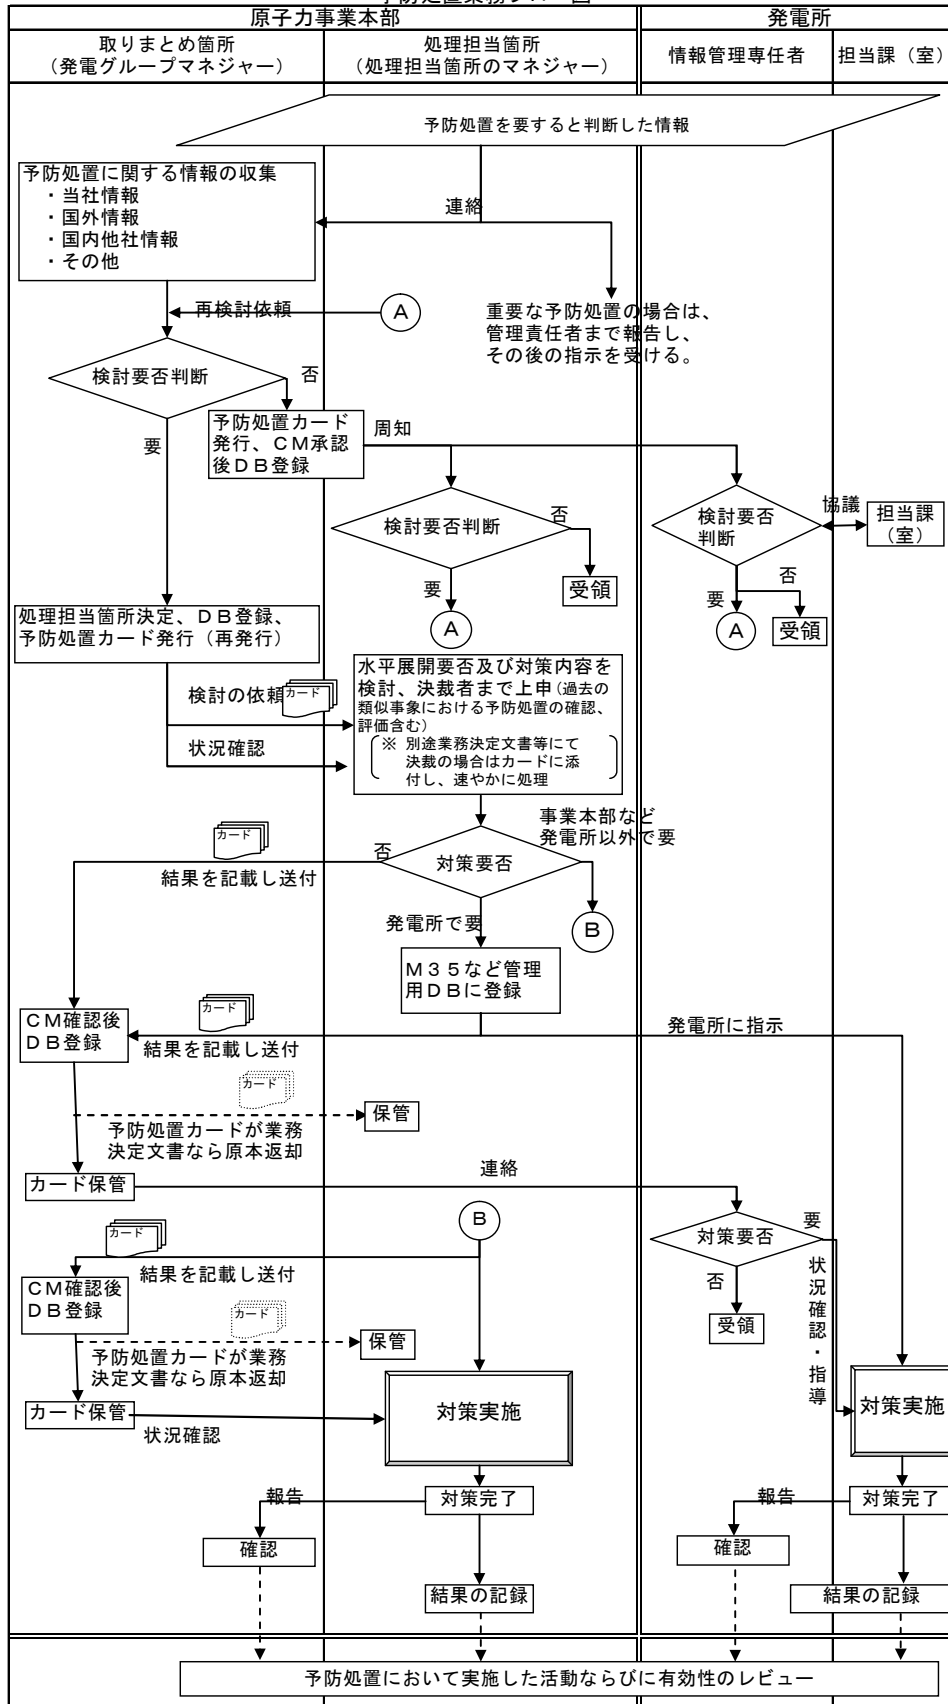 予防処置業務フロー図
原子力事業本部
発電所
取りまとめ箇所
（発電グループマネジャー）
処理担当箇所
（処理担当箇所のマネジャー）
情報管理専任者
担当課（室）
予防処置を要すると判断した情報
予防処置に関する情報の収集
・当社情報
・国外情報
・国内他社情報
・その他
連絡
再検討依頼
Ａ
重要な予防処置の場合は、
管理責任者まで報告し、
その後の指示を受ける。
検討要否判断
否
要
予防処置カード
発行、ＣＭ承認
後ＤＢ登録
周知
検討要否判断
否
要
受領
Ａ
検討要否
判断
協議
担当課
（室）
否
要
Ａ
受領
処理担当箇所決定、ＤＢ登録、
予防処置カード発行（再発行）
検討の依頼
カード
状況確認
水平展開要否及び対策内容を
検討、決裁者まで上申(過去の
類似事象における予防処置の確認、
評価含む)
※ 別途業務決定文書等にて
決裁の場合はカードに添
付し、速やかに処理
対策要否
事業本部など
発電所以外で要
否
カード
結果を記載し送付
Ｂ
発電所で要
Ｍ３５など管理
用ＤＢに登録
ＣＭ確認後
ＤＢ登録
カード
結果を記載し送付
発電所に指示
カード
保管
予防処置カードが業務
決定文書なら原本返却
カード保管
連絡
Ｂ
対策要否
要
否
受領
状況確認・指導
カード
結果を記載し送付
ＣＭ確認後
ＤＢ登録
カード
保管
予防処置カードが業務
決定文書なら原本返却
カード保管
状況確認
対策実施
対策実施
報告
対策完了
報告
対策完了
確認
確認
結果の記録
結果の記録
予防処置において実施した活動ならびに有効性のレビュー